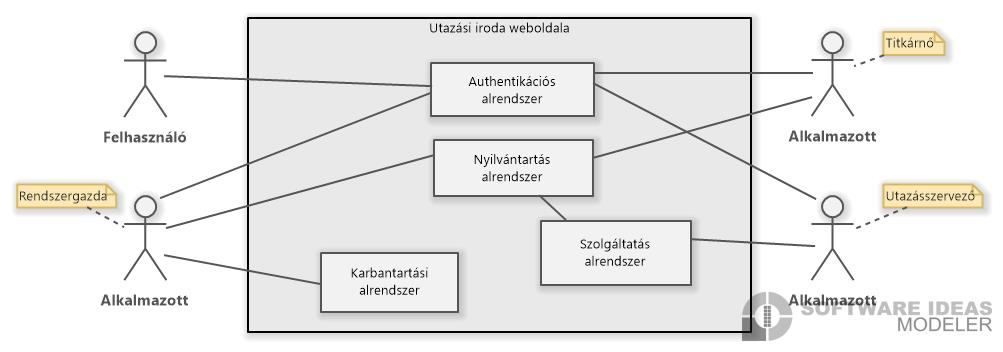 Utazási iroda weboldala
Titkárnő
Authentikációs
alrendszer
Felhasználó
Alkalmazott
Nyilvántartás
alrendszer
Rendszergazda
Utazásszervező
Szolgáltatás
alrendszer
Karbantartási
alrendszer
Alkalmazott
Alkalmazott
SOFTWARE IDEAS
MODELER